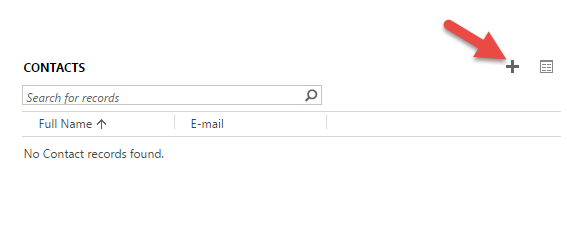 CONTACTS
Search for records
Full Name E-mail
No Contact records found.